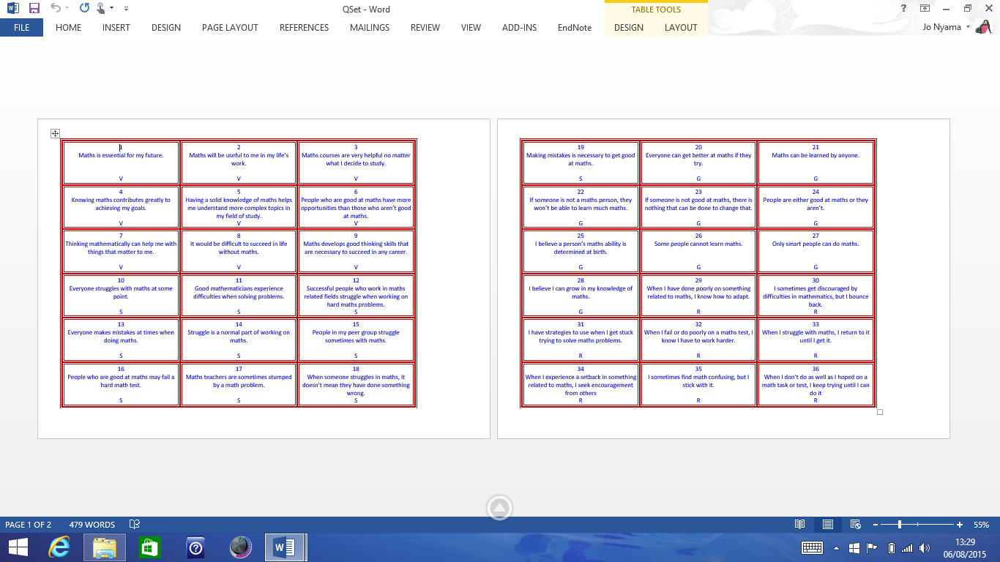 QSet - Word
TABLE TOOLS
?
FILE
HOME
INSERT
DESIGN
PAGE LAYOUT
REFERENCES
MAILINGS
REVIEW
VIEW
ADD-INS
EndNote
DESIGN
LAYOUT
Jo Nyama
1
Maths is essential for my future.
V
2
Maths will be useful to me in my life's
work.
V
3
Maths courses are very helpful no matter
what I decide to study.
V
4
Knowing maths contributes greatly to
achieving my goals.
V
5
Having a solid knowledge of maths helps
me understand more complex topics in
my field of study.
V
6
People who are good at maths have more
opportunities than those who aren't good
at maths.
V
7
Thinking mathematically can help me with
things that matter to me.
V
8
It would be difficult to succeed in life
without maths.
V
9
Maths develops good thinking skills that
are necessary to succeed in any career.
V
10
Everyone struggles with maths at some
point.
S
11
Good mathematicians experience
difficulties when solving problems.
S
12
Successful people who work in maths
related fields struggle when working on
hard maths problems.
S
13
Everyone makes mistakes at times when
doing maths.
S
14
Struggle is a normal part of working on
maths.
S
15
People in my peer group struggle
sometimes with maths.
S
16
People who are good at maths may fail a
hard math test.
S
17
Maths teachers are sometimes stumped
by a math problem.
S
18
When someone struggles in maths, it
doesn't mean they have done something
wrong.
S
19
Making mistakes is necessary to get good
at maths.
S
20
Everyone can get better at maths if they
try.
G
21
Maths can be learned by anyone.
G
22
If someone is not a maths person, they
won't be able to learn much maths.
G
23
If someone is not good at maths, there is
nothing that can be done to change that.
G
24
People are either good at maths or they
aren't.
G
25
I believe a person's maths ability is
determined at birth.
G
26
Some people cannot learn maths.
G
27
Only smart people can do maths.
G
28
I believe I can grow in my knowledge of
maths.
G
29
When I have done poorly on something
related to maths, I know how to adapt.
R
30
I sometimes get discouraged by
difficulties in mathematics, but I bounce
back.
R
31
I have strategies to use when I get stuck
trying to solve maths problems.
R
32
When I fail or do poorly on a maths test, I
know I have to work harder.
R
33
When I struggle with maths, I return to it
until I get it.
R
34
When I experience a setback in something
related to maths, I seek encouragement
from others
R
35
I sometimes find math confusing, but I
stick with it.
R
36
When I don't do as well as I hoped on a
math task or test, I keep trying until I can
do it
R
PAGE 1 OF 2
479 WORDS
55%
13:29
06/08/2015